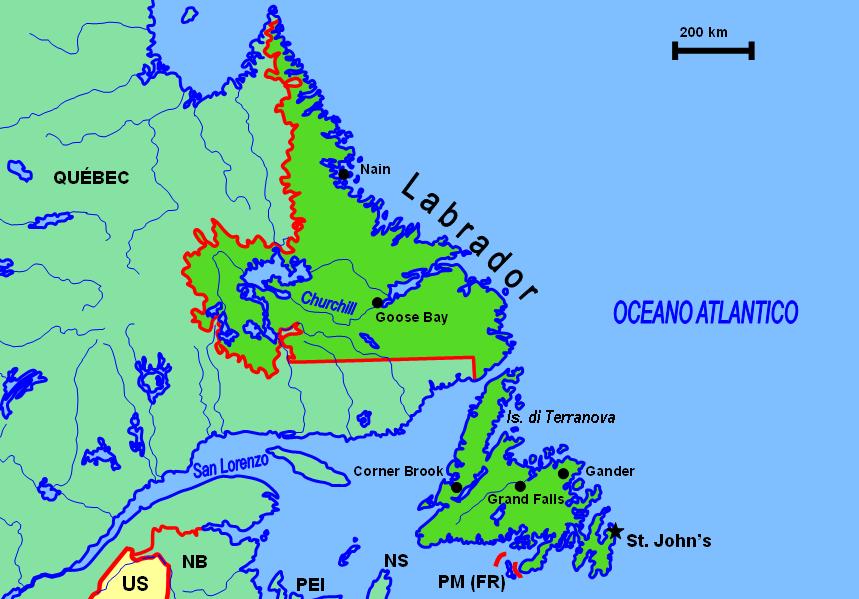 200 km
Nain
QUÉBEC
Labrador
Churchill
Goose Bay
OCEANO ATLANTICO
Is. di Terranova
San Lorenzo
Corner Brook
Gander
Grand Falls
St. John's
NB
NS
US
PEI
PM (FR)